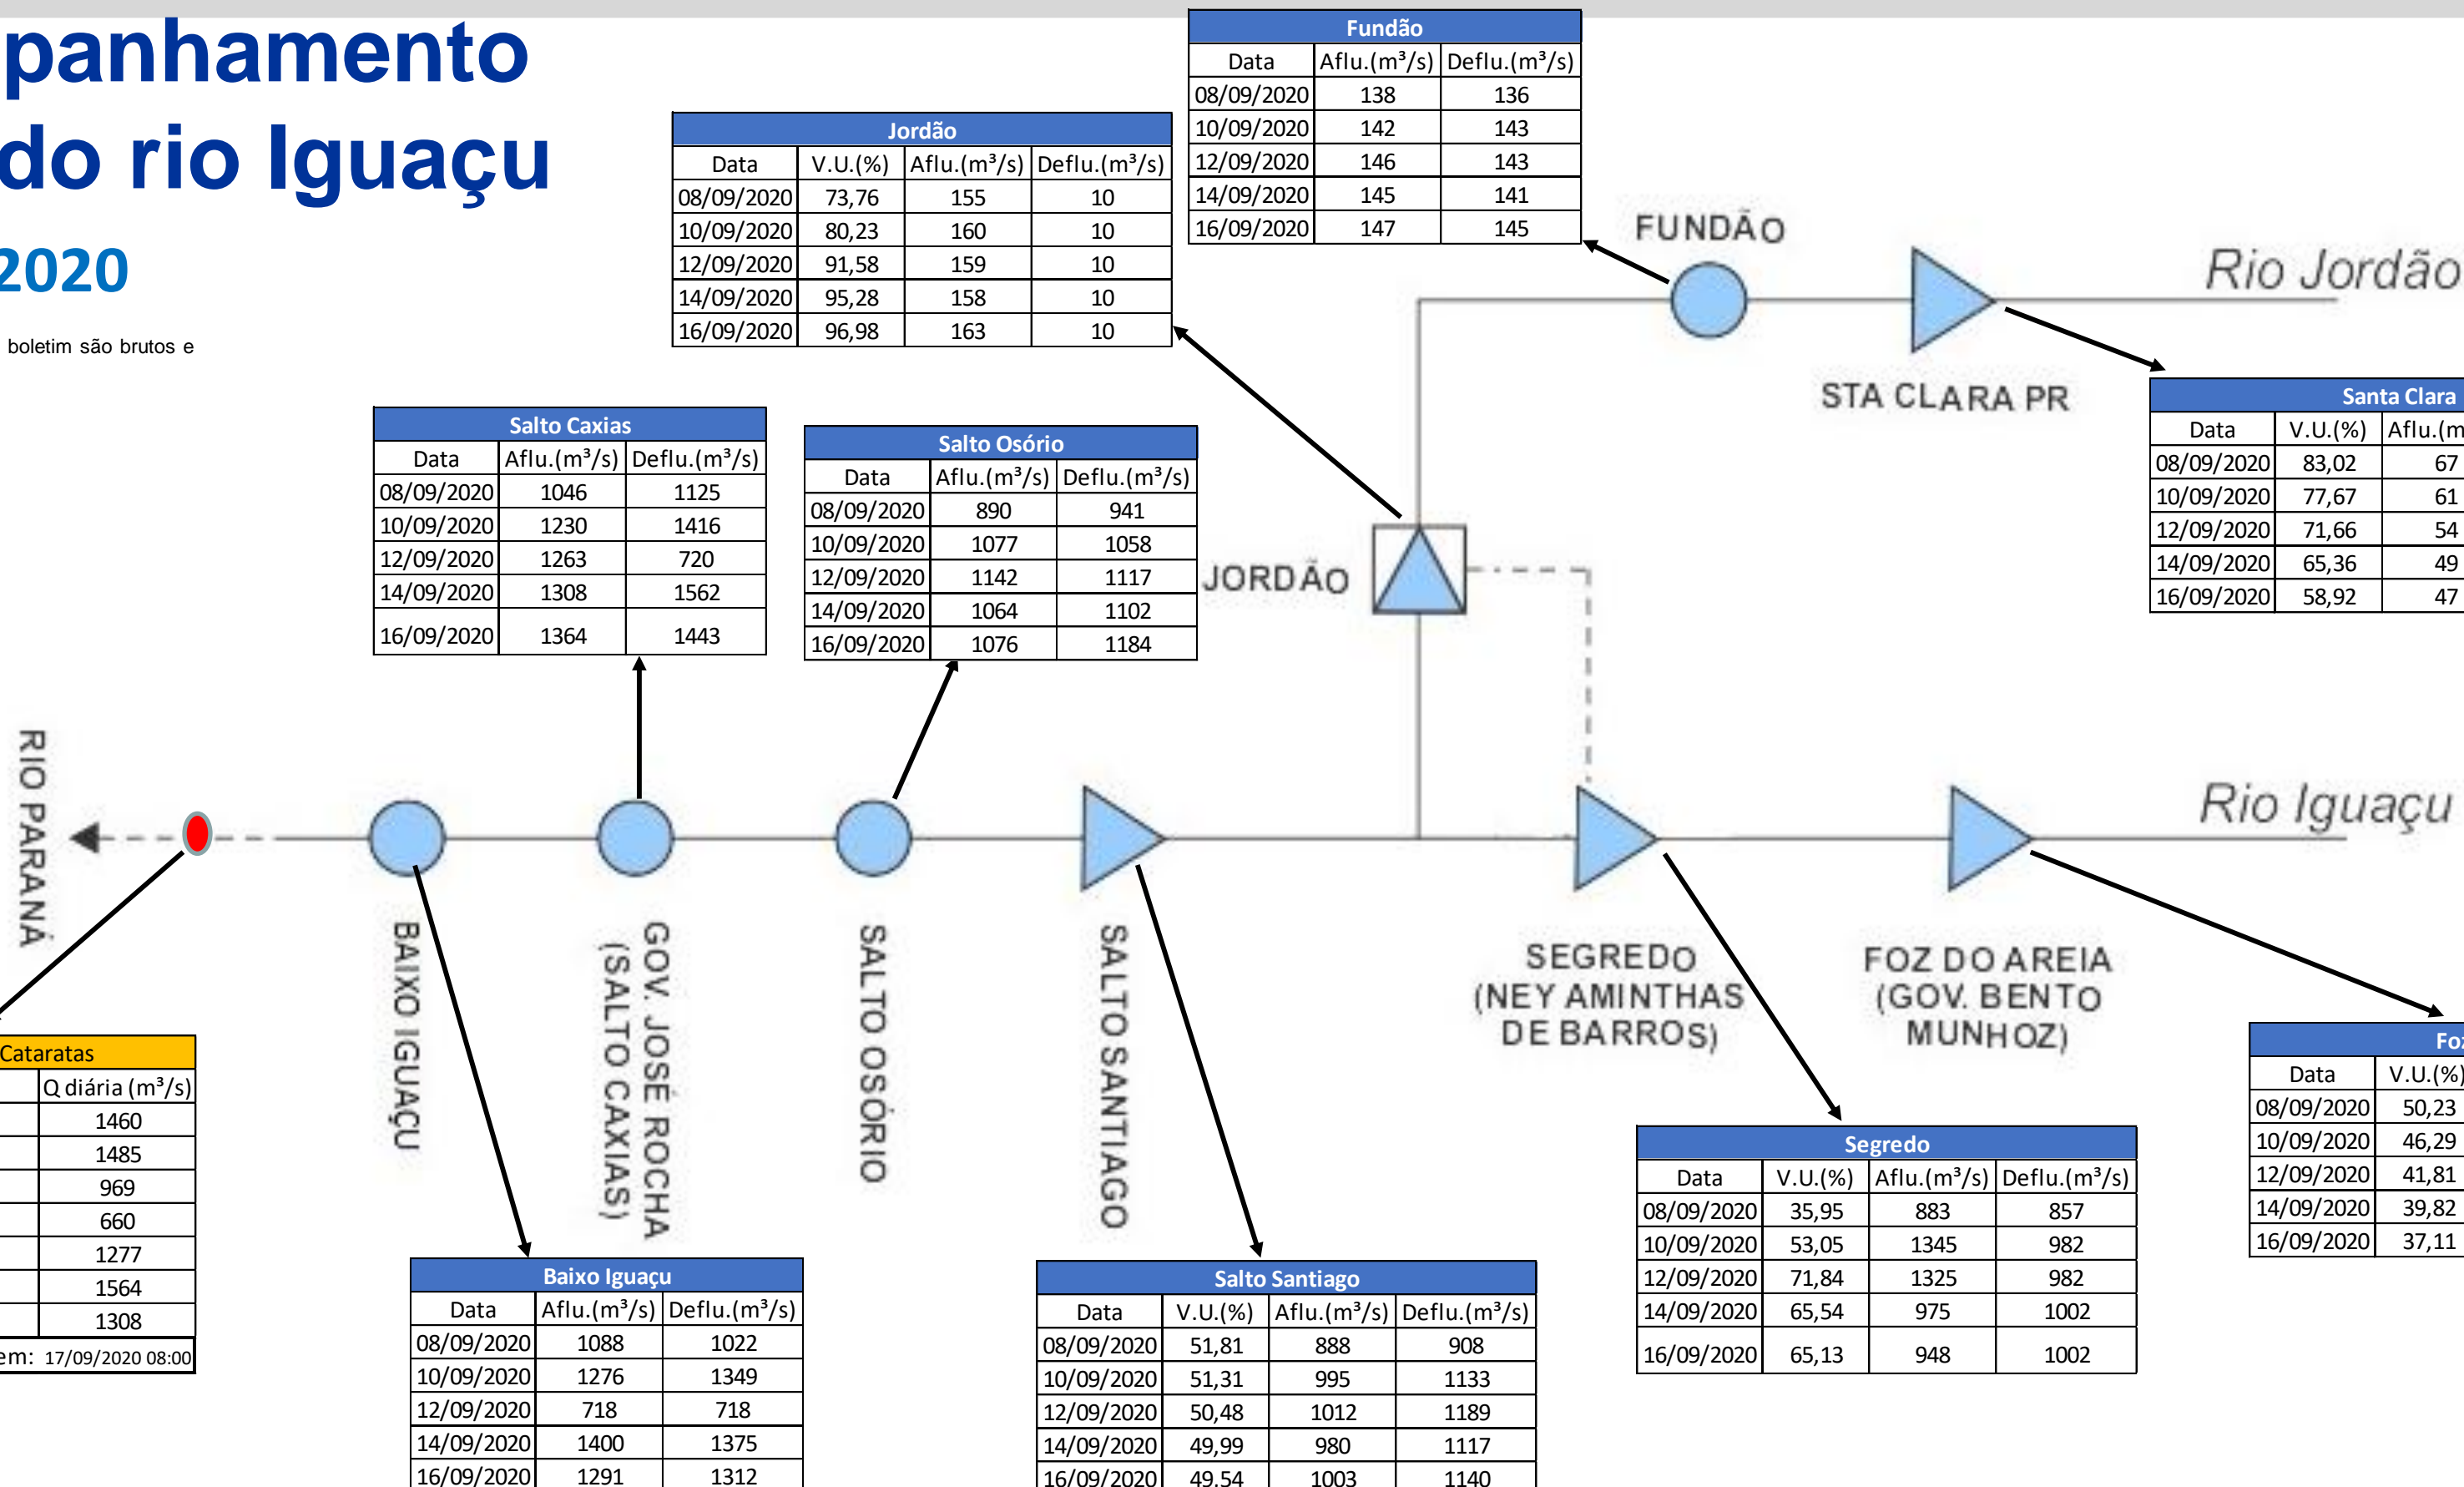 panhamento
do rio Iguaçu
2020
boletim são brutos e
Fundão
Data Aflu.(m³/s) Deflu.(m³/s)
08/09/2020 138 136
10/09/2020 142 143
12/09/2020 146 143
14/09/2020 145 141
16/09/2020 147 145
Jordão
Data V.U.(%) Aflu.(m³/s) Deflu.(m³/s)
08/09/2020 73,76 155 10
10/09/2020 80,23 160 10
12/09/2020 91,58 159 10
14/09/2020 95,28 158 10
16/09/2020 96,98 163 10
FUNDÃO
Rio Jordão
STA CLARA PR
Santa Clara
Data V.U.(%) Aflu.(m
08/09/2020 83,02 67
10/09/2020 77,67 61
12/09/2020 71,66 54
14/09/2020 65,36 49
16/09/2020 58,92 47
Salto Caxias
Data Aflu.(m³/s) Deflu.(m³/s)
08/09/2020 1046 1125
10/09/2020 1230 1416
12/09/2020 1263 720
14/09/2020 1308 1562
16/09/2020 1364 1443
Salto Osório
Data Aflu.(m³/s) Deflu.(m³/s)
08/09/2020 890 941
10/09/2020 1077 1058
12/09/2020 1142 1117
14/09/2020 1064 1102
16/09/2020 1076 1184
JORDÃO
RIO PARANÁ
Rio Iguaçu
BAIXO IGUAÇU
GOV. JOSÉ ROCHA
(SALTO CAXIAS)
SALTO OSÓRIO
SALTO SANTIAGO
SEGREDO
(NEY AMINTHAS
DE BARROS)
FOZ DO AREIA
(GOV. BENTO
MUNHOZ)
Cataratas
Q diária (m³/s)
1460
1485
969
660
1277
1564
1308
em: 17/09/2020 08:00
Baixo Iguaçu
Data Aflu.(m³/s) Deflu.(m³/s)
08/09/2020 1088 1022
10/09/2020 1276 1349
12/09/2020 718 718
14/09/2020 1400 1375
16/09/2020 1291 1312
Salto Santiago
Data V.U.(%) Aflu.(m³/s) Deflu.(m³/s)
08/09/2020 51,81 888 908
10/09/2020 51,31 995 1133
12/09/2020 50,48 1012 1189
14/09/2020 49,99 980 1117
16/09/2020 49,54 1003 1140
Segredo
Data V.U.(%) Aflu.(m³/s) Deflu.(m³/s)
08/09/2020 35,95 883 857
10/09/2020 53,05 1345 982
12/09/2020 71,84 1325 982
14/09/2020 65,54 975 1002
16/09/2020 65,13 948 1002
Foz
Data V.U.(%)
08/09/2020 50,23
10/09/2020 46,29
12/09/2020 41,81
14/09/2020 39,82
16/09/2020 37,11